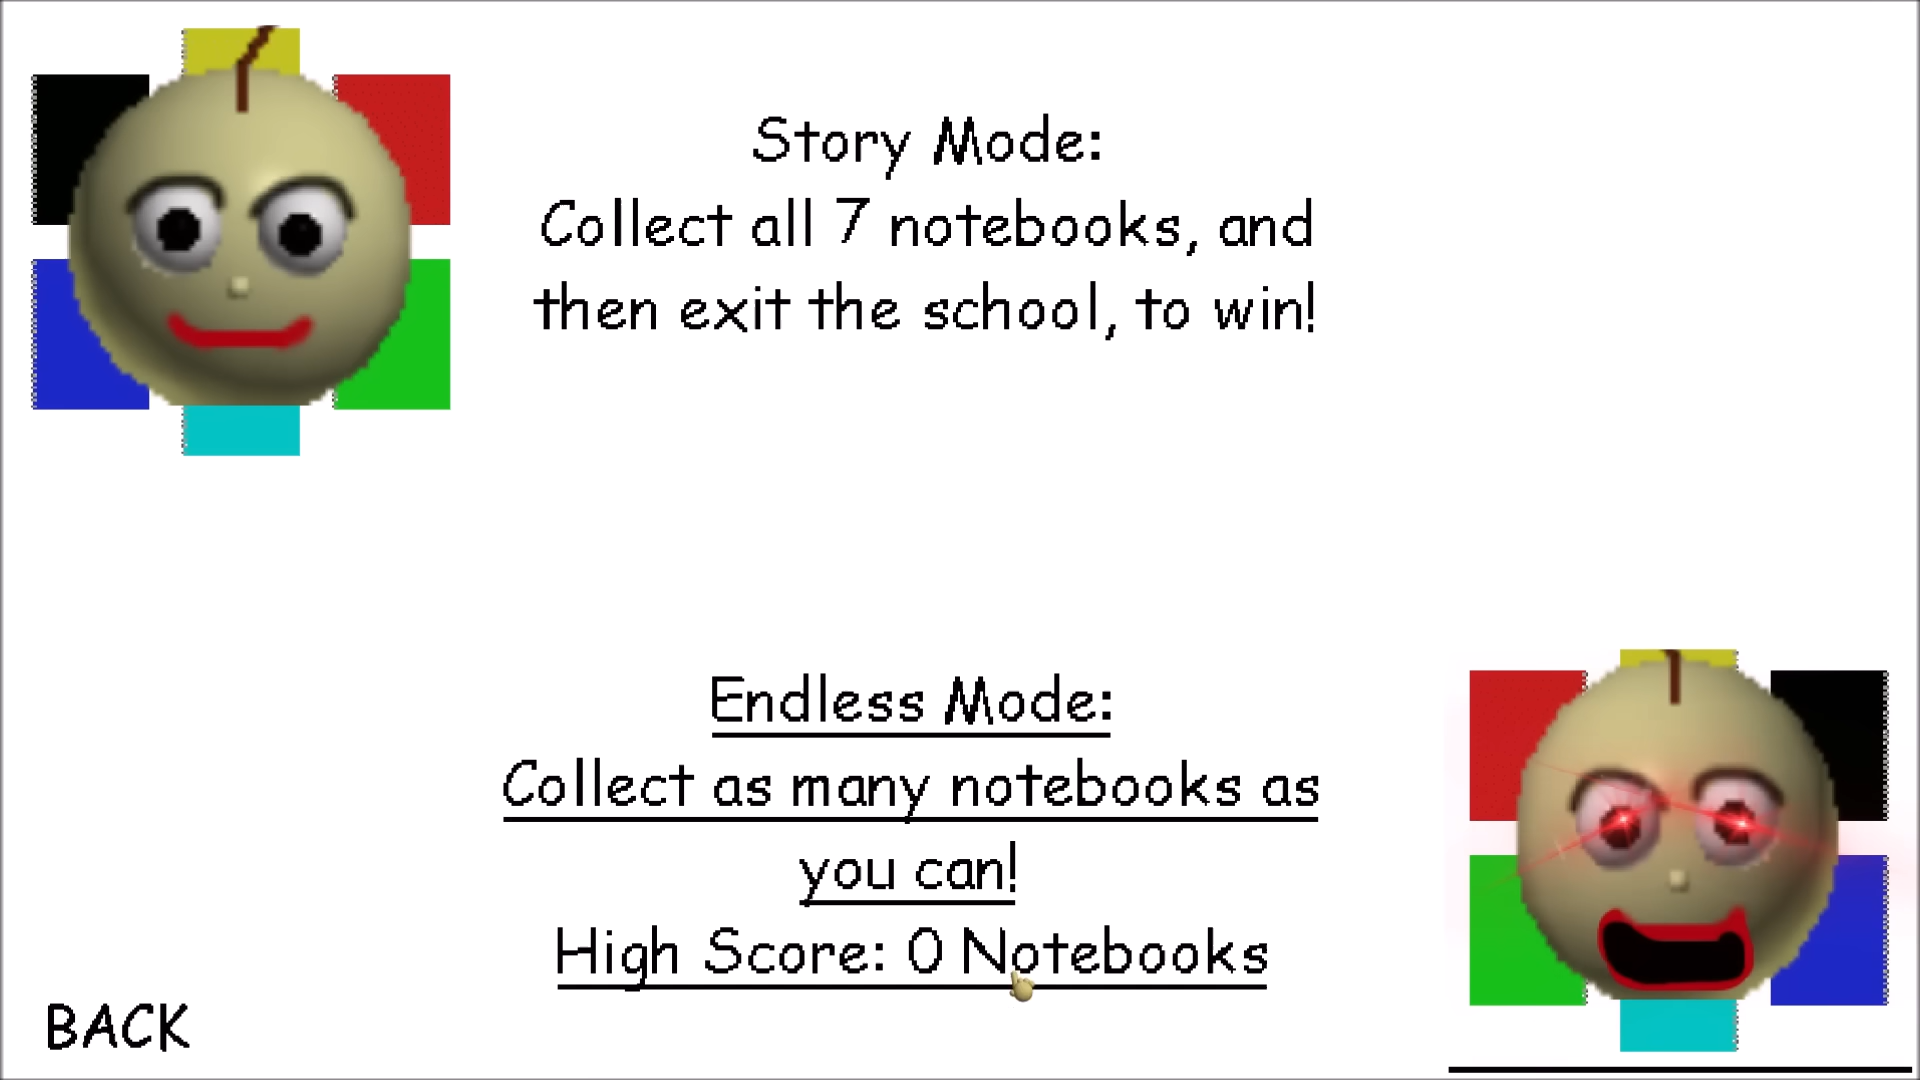 Story Mode:
Collect all 7 notebooks, and
then exit the school, to win!
Endless Mode:
Collect as many notebooks as
you can!
High Score: 0 Notebooks
BACK